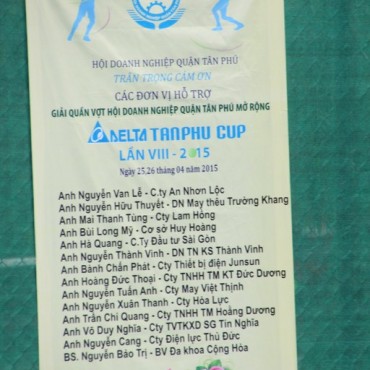 HỘI DOANH NGHIỆP QUẬN TÂN PHÚ
TRÂN TRỌNG CẢM ƠN
CÁC ĐƠN VỊ HỖ TRỢ
GIẢI QUẦN VỢT HỘI DOANH NGHIỆP QUẬN TÂN PHÚ MỞ RỘNG
DELTA TANPHU CUP
LẦN VIII - 2015
Ngày 25,26 tháng 04 năm 2015
Anh Nguyễn Van Lễ - C.ty An Nhơn Lộc
Anh Nguyễn Hữu Thuyết - DN May thêu Trường Khang
Anh Mai Thanh Tùng - Cty Lam Hồng
Anh Bùi Long Mỹ - Cơ sở Huy Hoàng
Anh Hà Quang - C.Ty Đầu tư Sài Gòn
Anh Nguyễn Thành Vinh - DN TN KS Thành Vinh
Anh Bành Chấn Phát - Cty Thiết bị điện Junsun
Anh Hoàng Đức Thoại - Cty TNHH TM KT Đức Dương
Anh Nguyễn Tuấn Anh - Cty May Việt Thịnh
Anh Nguyễn Xuân Thanh - Cty Hóa Lực
Anh Trần Chí Quang - Cty TNHH TM Hoằng Dương
Anh Võ Duy Nghĩa - Cty TVTKXD SG Tín Nghĩa
Anh Nguyễn Cang - Cty Điện lực Thủ Đức
BS. Nguyễn Bảo Trị - BV Đa khoa Cộng Hòa